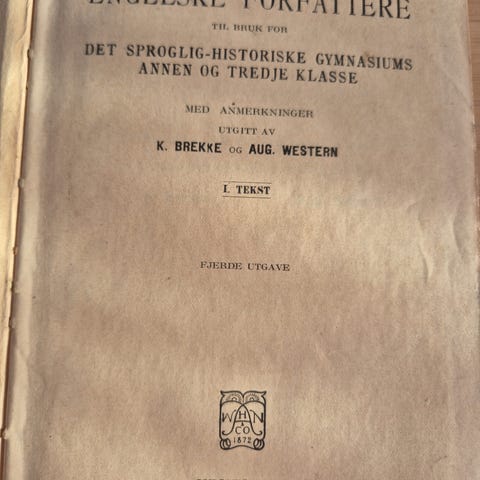 ENGELSKE FORFATTERE
TIL BRUK FOR
DET SPROGLIG-HISTORISKE GYMNASIUMS
ANNEN OG TREDJE KLASSE
MED ANMERKNINGER
UTGITT AV
K. BREKKE OG AUG. WESTERN
I. TEKST
FJERDE UTGAVE
H
W A N
& CO
1872